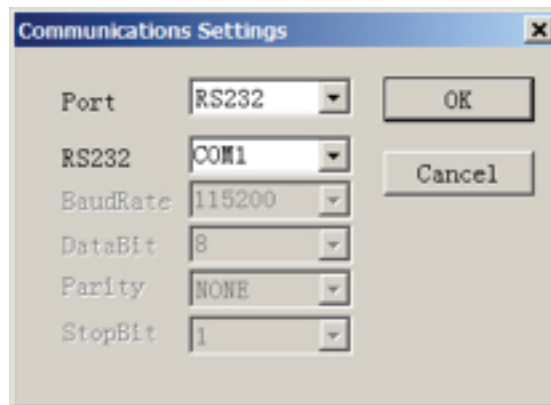 Communications Settings
Port RS232 OK
RS232 COM1 Cancel
BaudRate 115200
DataBit 8
Parity NONE
StopBit 1